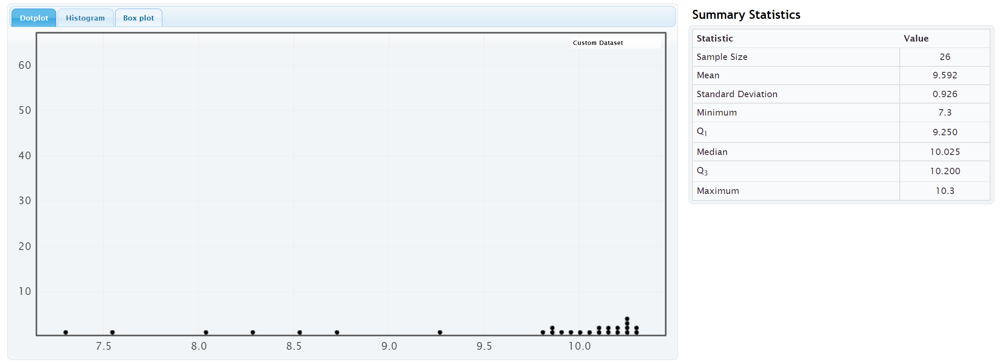 Dotplot Histogram Box plot
Custom Dataset
60
50
40
30
20
10
7.5 8.0 8.5 9.0 9.5 10.0
Summary Statistics
Statistic Value
Sample Size 26
Mean 9.592
Standard Deviation 0.926
Minimum 7.3
Q1 9.250
Median 10.025
Q3 10.200
Maximum 10.3